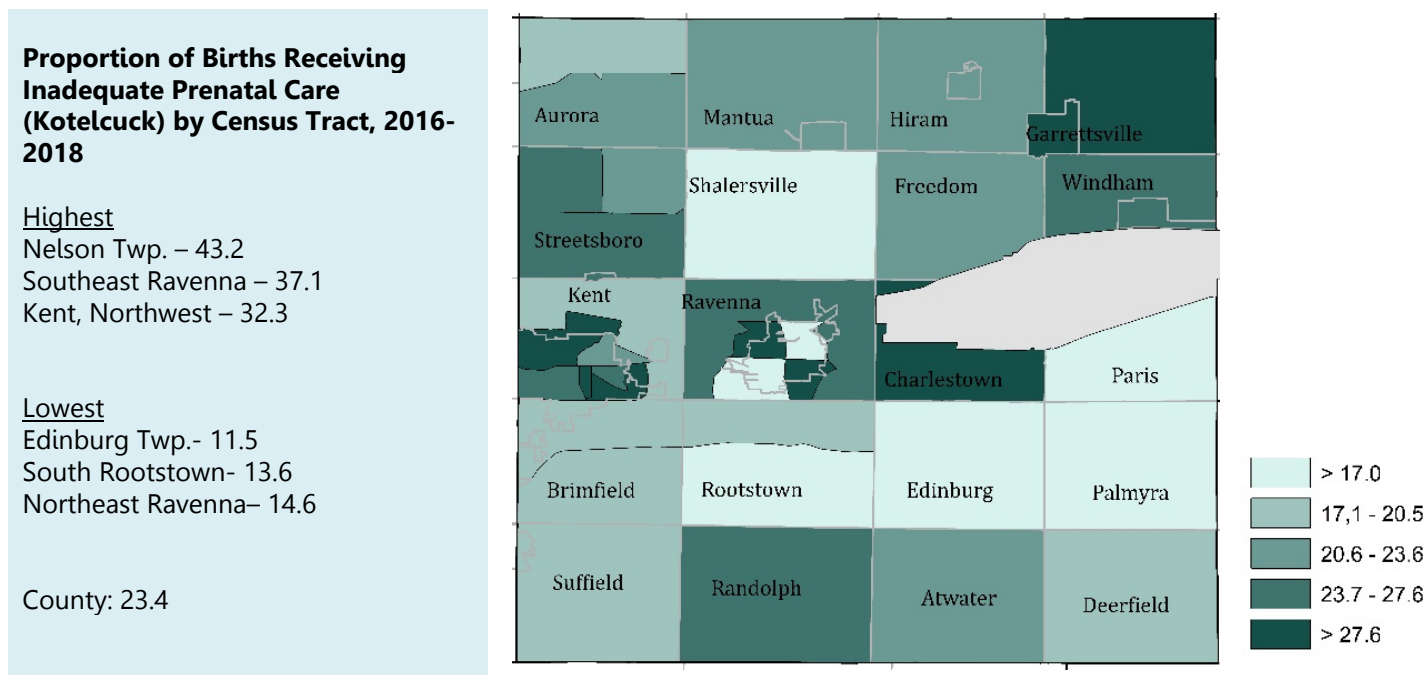 Proportion of Births Receiving
Inadequate Prenatal Care
(Kotelcuck) by Census Tract, 2016-
2018
Highest
Nelson Twp. – 43.2
Southeast Ravenna – 37.1
Kent, Northwest – 32.3
Lowest
Edinburg Twp.- 11.5
South Rootstown- 13.6
Northeast Ravenna– 14.6
County: 23.4
Aurora
Mantua
Hiram
Garrettsville
Shalersville
Freedom
Windham
Streetsboro
Kent
Ravenna
Charlestown
Paris
Brimfield
Rootstown
Edinburg
Palmyra
Suffield
Randolph
Atwater
Deerfield
> 17.0
17,1 - 20.5
20.6 - 23.6
23.7 - 27.6
> 27.6